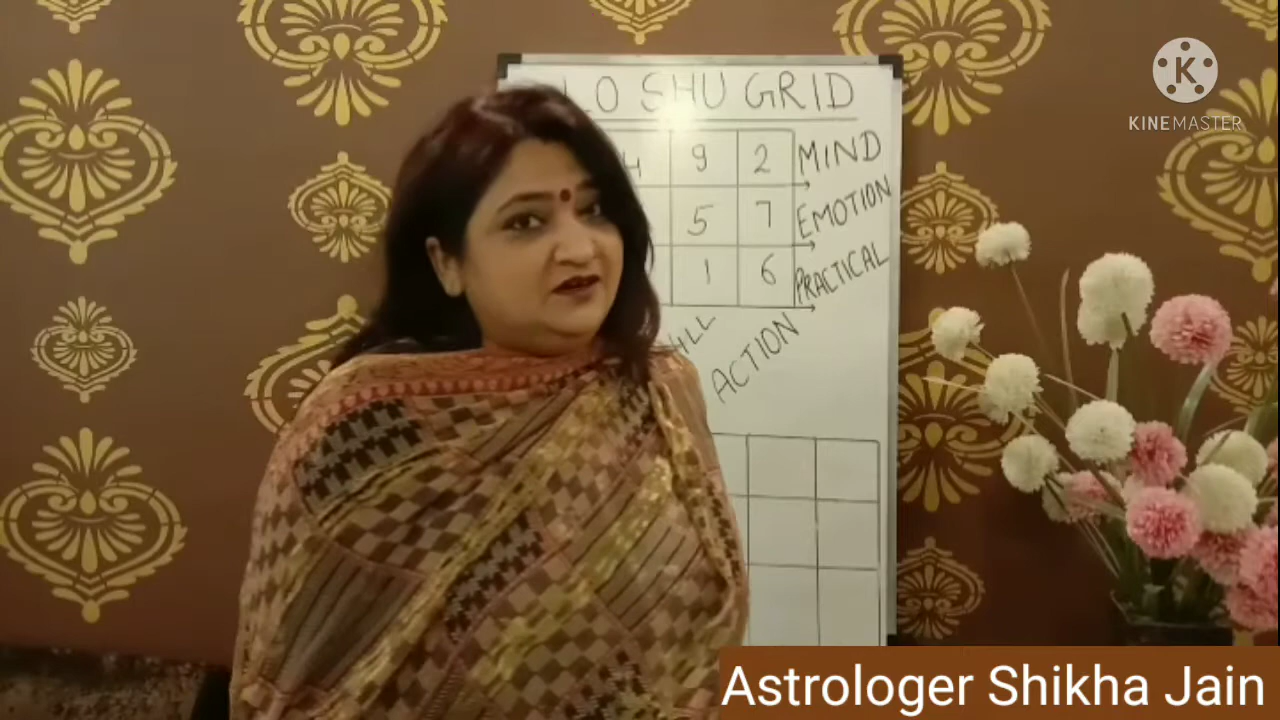 LO SHU GRID
9 2 MIND
5 7 EMOTION
1 6 PRACTICAL
ACTION
K
KINEMASTER
Astrologer Shikha Jain